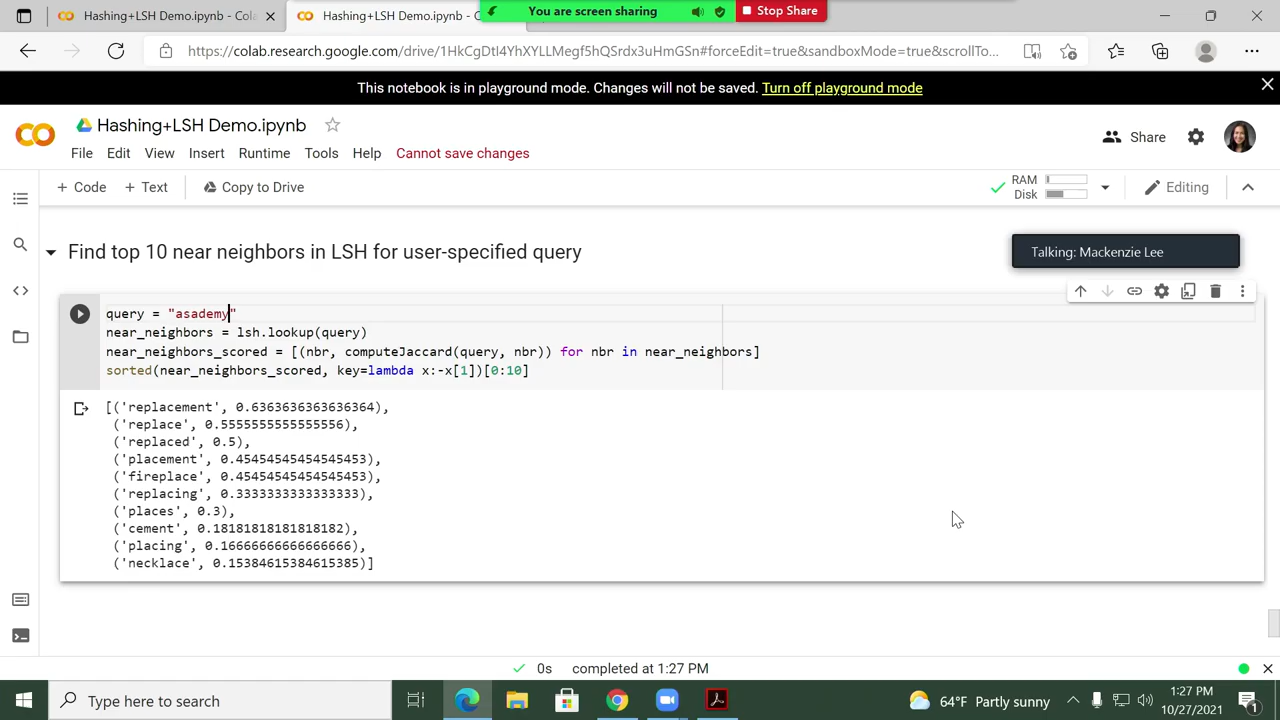 Hashing+LSH Demo.ipynb - Cola
Hashing+LSH Demo.ipynb - C
You are screen sharing
Stop Share
https://colab.research.google.com/drive/1HkCgDtI4YhXYLLMegf5hQSrdx3uHmGSn#forceEdit=true&sandboxMode=true&scrollTo...
This notebook is in playground mode. Changes will not be saved. Turn off playground mode
Hashing+LSH Demo.ipynb
Share
File Edit View Insert Runtime Tools Help Cannot save changes
+ Code + Text Copy to Drive
RAM
Disk
Editing
Find top 10 near neighbors in LSH for user-specified query
Talking: Mackenzie Lee
query = "asademy"
near_neighbors = lsh.lookup(query)
near_neighbors_scored = [(nbr, computeJaccard(query, nbr)) for nbr in near_neighbors]
sorted(near_neighbors_scored, key=lambda x:-x[1])[0:10]
[('replacement', 0.6363636363636364),
('replace', 0.5555555555555556),
('replaced', 0.5),
('placement', 0.45454545454545453),
('fireplace', 0.45454545454545453),
('replacing', 0.3333333333333333),
('places', 0.3),
('cement', 0.18181818181818182),
('placing', 0.16666666666666666),
('necklace', 0.15384615384615385)]
0s completed at 1:27 PM
Type here to search
64°F Partly sunny
1:27 PM
10/27/2021
1